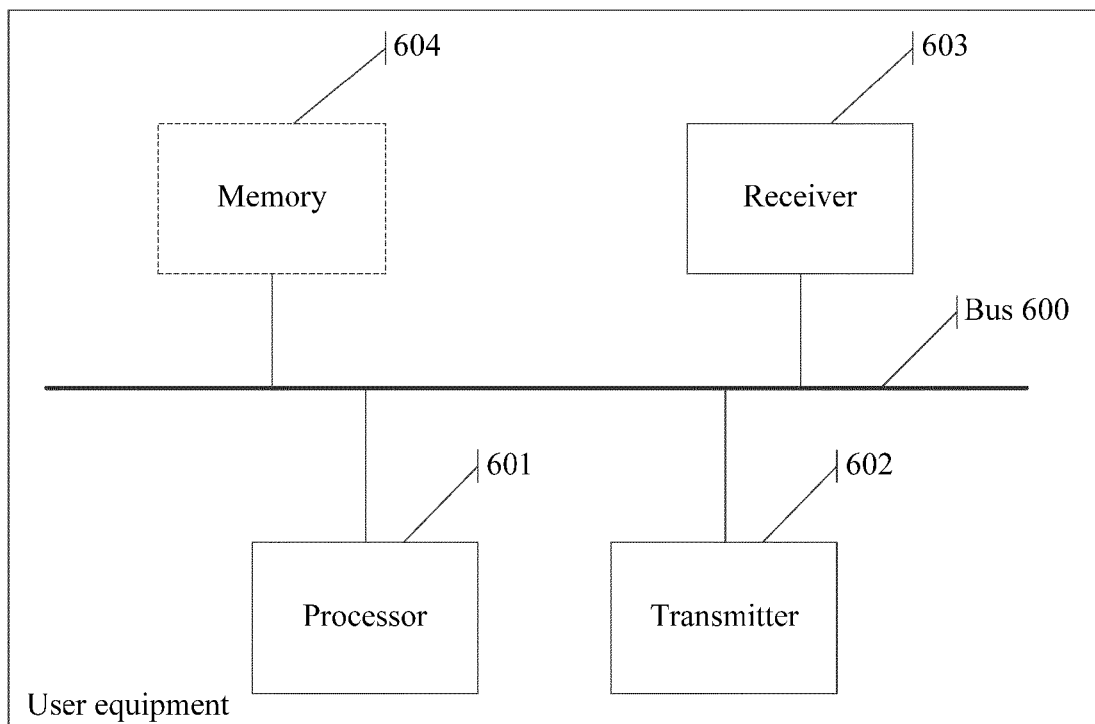 604
603
Memory
Receiver
Bus 600
601
602
Processor
Transmitter
User equipment